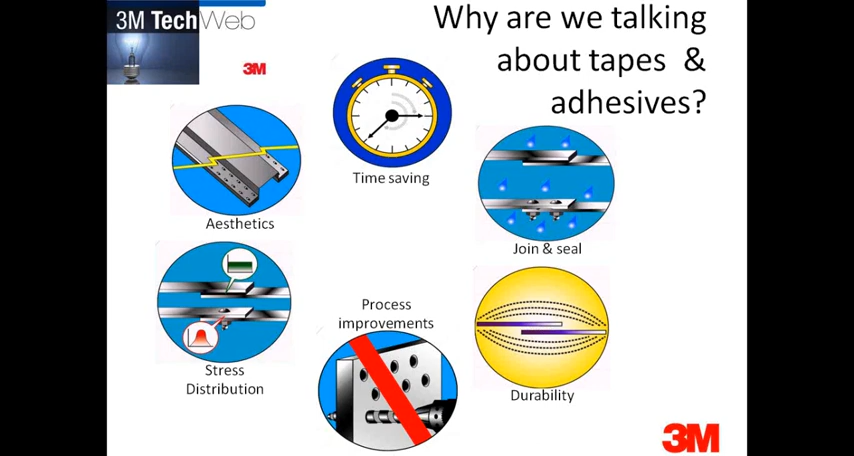 3M TechWeb
3M
Why are we talking
about tapes & 
adhesives?
Time saving
Aesthetics
Join & seal
Stress
Distribution
Process
improvements
Durability
3M